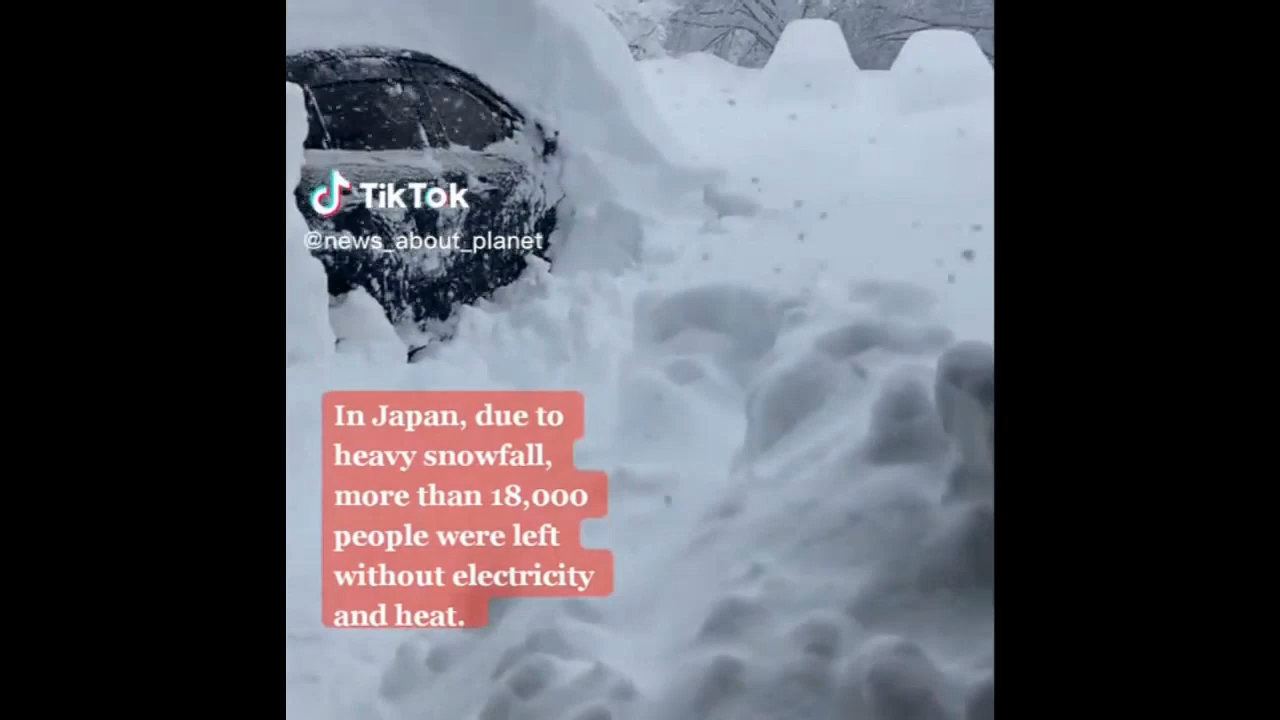 TikTok
@news_about_planet
In Japan, due to
heavy snowfall,
more than 18,000
people were left
without electricity
and heat.